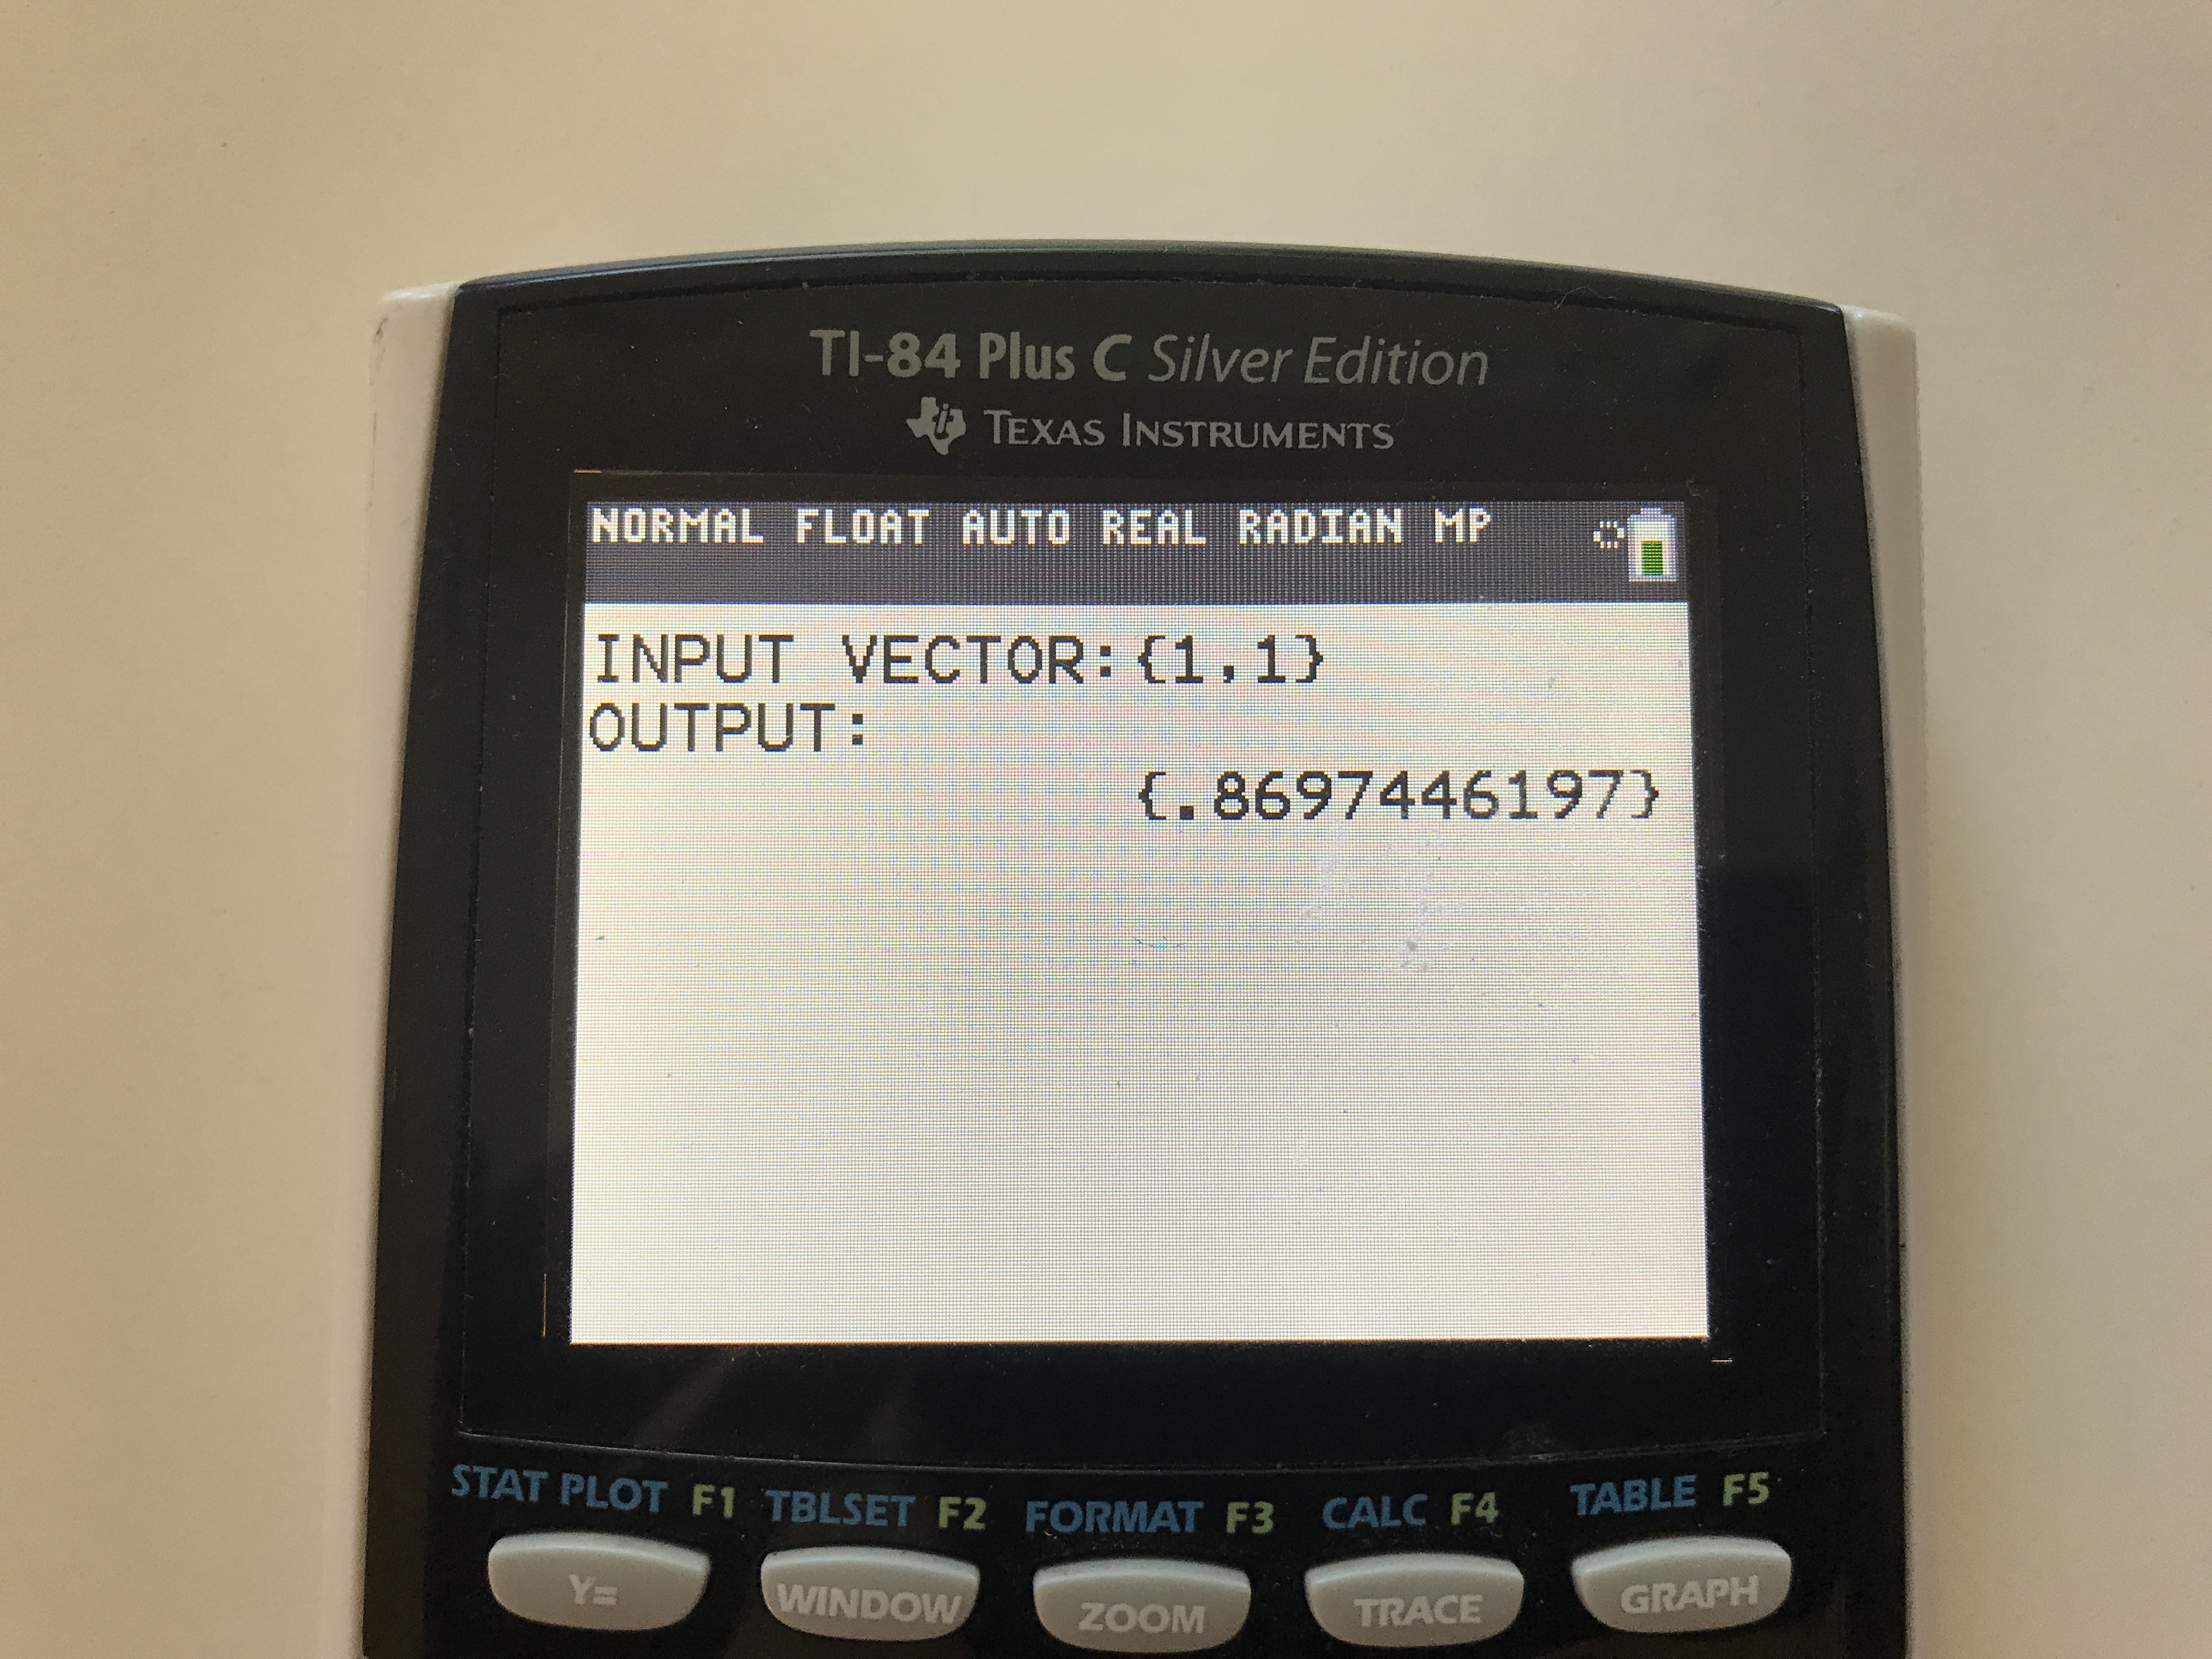 TI-84 Plus C Silver Edition
TEXAS INSTRUMENTS
NORMAL FLOAT AUTO REAL RADIAN MP
INPUT VECTOR:{1,1}
OUTPUT:
{.8697446197}
STAT PLOT F1 TBLSET F2 FORMAT F3 CALC F4 TABLE F5
Y= WINDOW ZOOM TRACE GRAPH